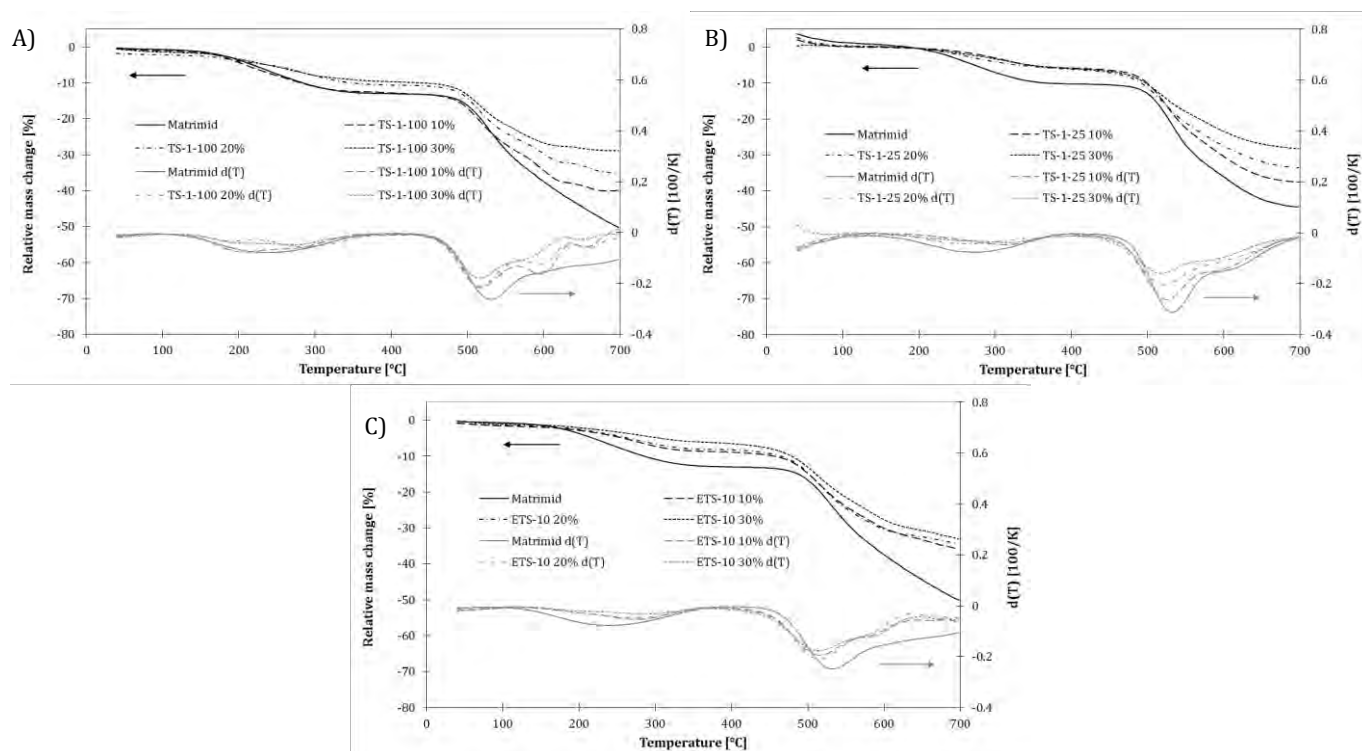 A)
0
-10
-20
-30
-40
-50
-60
-70
-80
Relative mass change [%]
Matrimid
TS-1-100 10%
TS-1-100 20%
TS-1-100 30%
Matrimid d(T)
TS-1-100 10% d(T)
TS-1-100 20% d(T)
TS-1-100 30% d(T)
0.8
0.6
0.4
0.2
0
-0.2
-0.4
d(T) [100/K]
0 100 200 300 400 500 600 700
Temperature [°C]
B)
0
-10
-20
-30
-40
-50
-60
-70
-80
Relative mass change [%]
Matrimid
TS-1-25 10%
TS-1-25 20%
TS-1-25 30%
Matrimid d(T)
TS-1-25 10% d(T)
TS-1-25 20% d(T)
TS-1-25 30% d(T)
0.8
0.6
0.4
0.2
0
-0.2
-0.4
d(T) [100/K]
0 100 200 300 400 500 600 700
Temperature [°C]
C)
0
-10
-20
-30
-40
-50
-60
-70
-80
Relative mass change [%]
Matrimid
ETS-10 10%
ETS-10 20%
ETS-10 30%
Matrimid d(T)
ETS-10 10% d(T)
ETS-10 20% d(T)
ETS-10 30% d(T)
0.8
0.6
0.4
0.2
0
-0.2
-0.4
d(T) [100/K]
0 100 200 300 400 500 600 700
Temperature [°C]